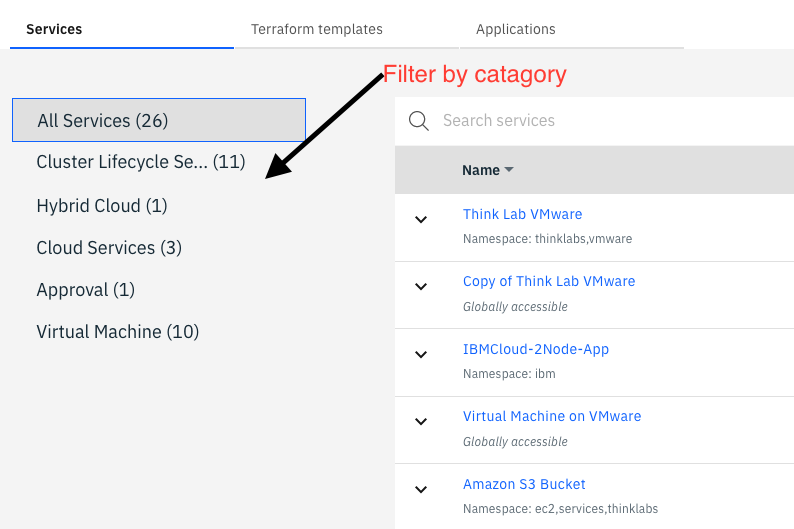 Services
Terraform templates
Applications
Filter by catagory
All Services (26)
Cluster Lifecycle Se... (11)
Hybrid Cloud (1)
Cloud Services (3)
Approval (1)
Virtual Machine (10)
Search services
Name
Think Lab VMware
Namespace: thinklabs,vmware
Copy of Think Lab VMware
Globally accessible
IBMCloud-2Node-App
Namespace: ibm
Virtual Machine on VMware
Globally accessible
Amazon S3 Bucket
Namespace: ec2,services,thinklabs